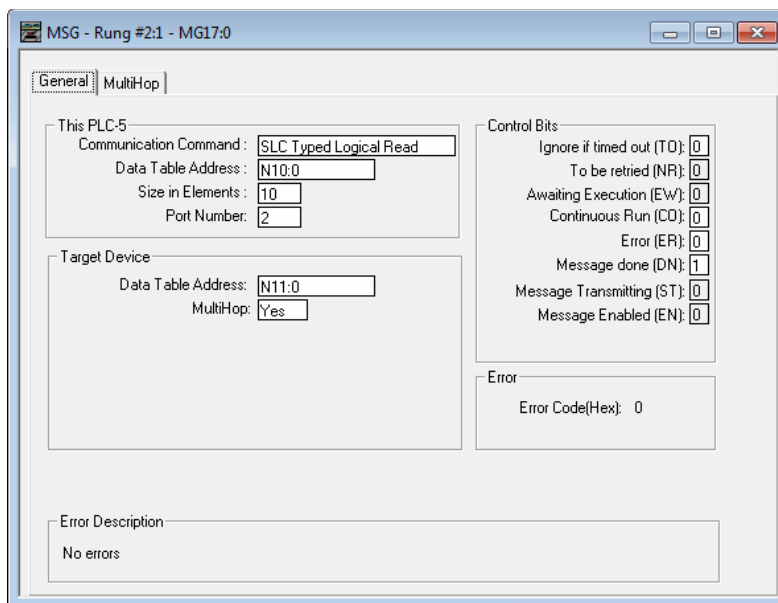 MSG - Rung #2:1 - MG17:0
General MultiHop
This PLC-5
Communication Command : SLC Typed Logical Read
Data Table Address : N10:0
Size in Elements : 10
Port Number: 2
Target Device
Data Table Address: N11:0
MultiHop: Yes
Control Bits
Ignore if timed out (TO): 0
To be retried (NR): 0
Awaiting Execution (EW): 0
Continuous Run (CO): 0
Error (ER): 0
Message done (DN): 1
Message Transmitting (ST): 0
Message Enabled (EN): 0
Error
Error Code(Hex): 0
Error Description
No errors